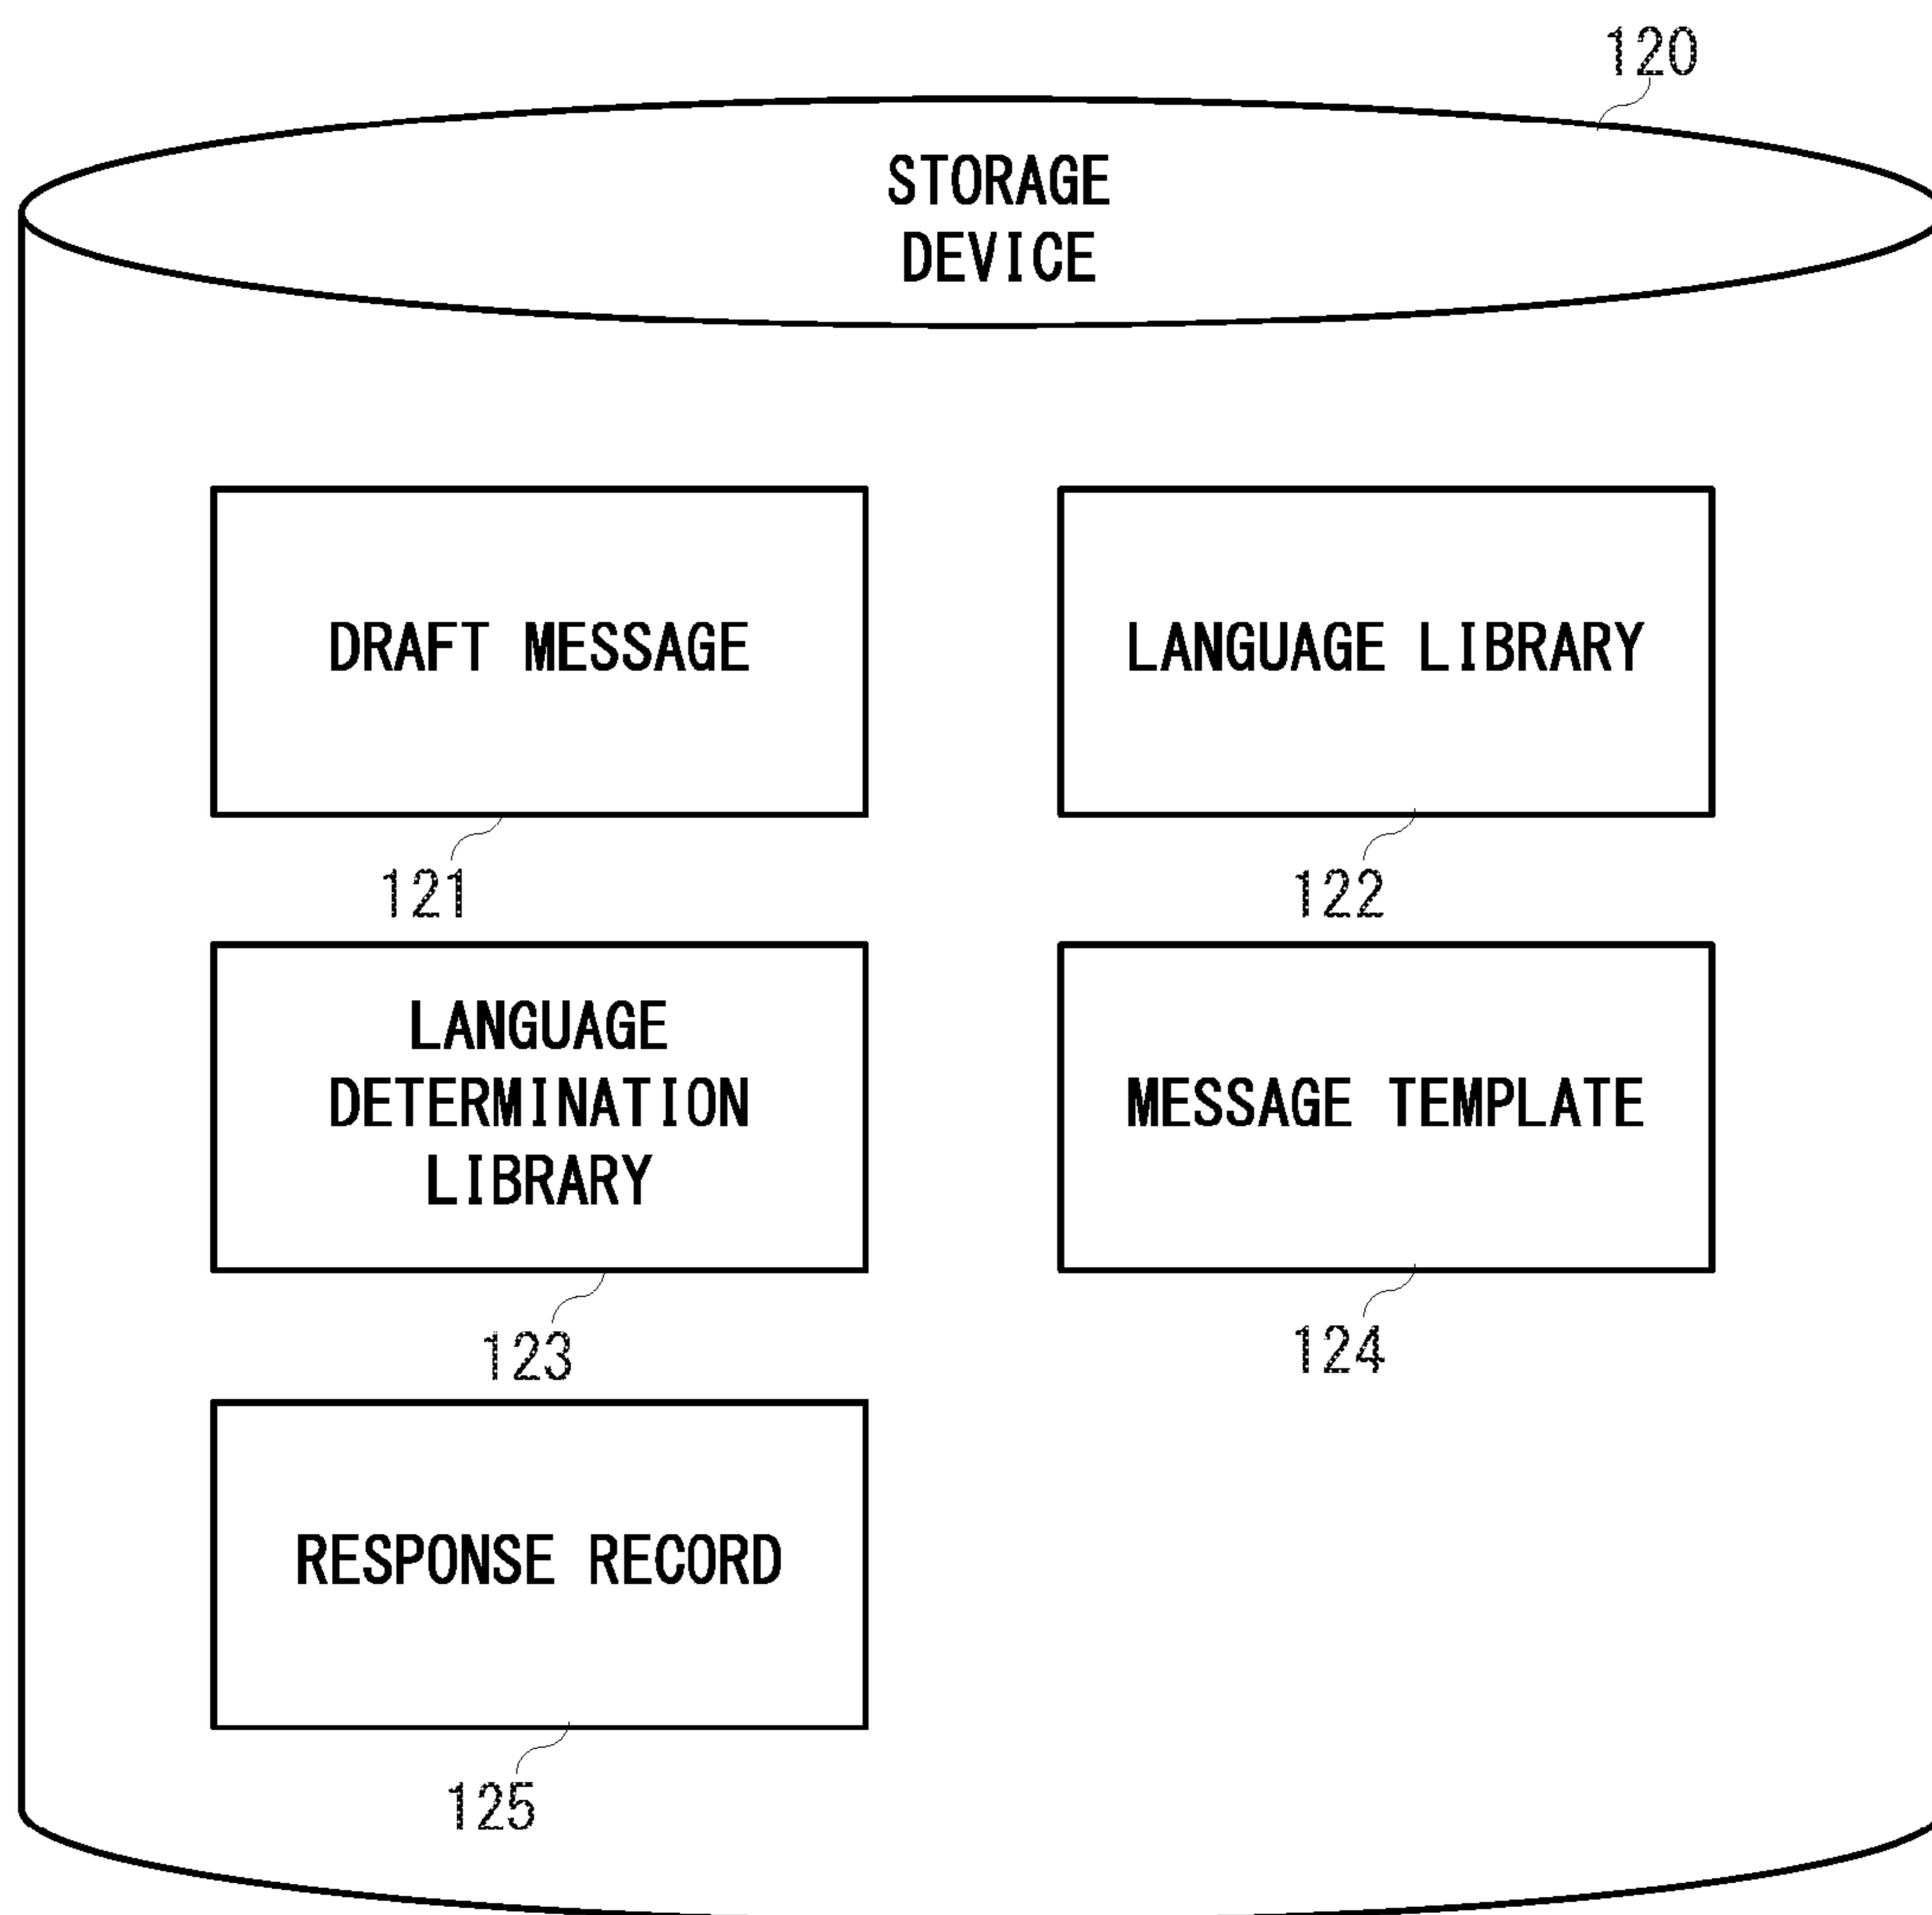 120
STORAGE
DEVICE
DRAFT MESSAGE
121
LANGUAGE LIBRARY
122
LANGUAGE
DETERMINATION
LIBRARY
123
MESSAGE TEMPLATE
124
RESPONSE RECORD
125